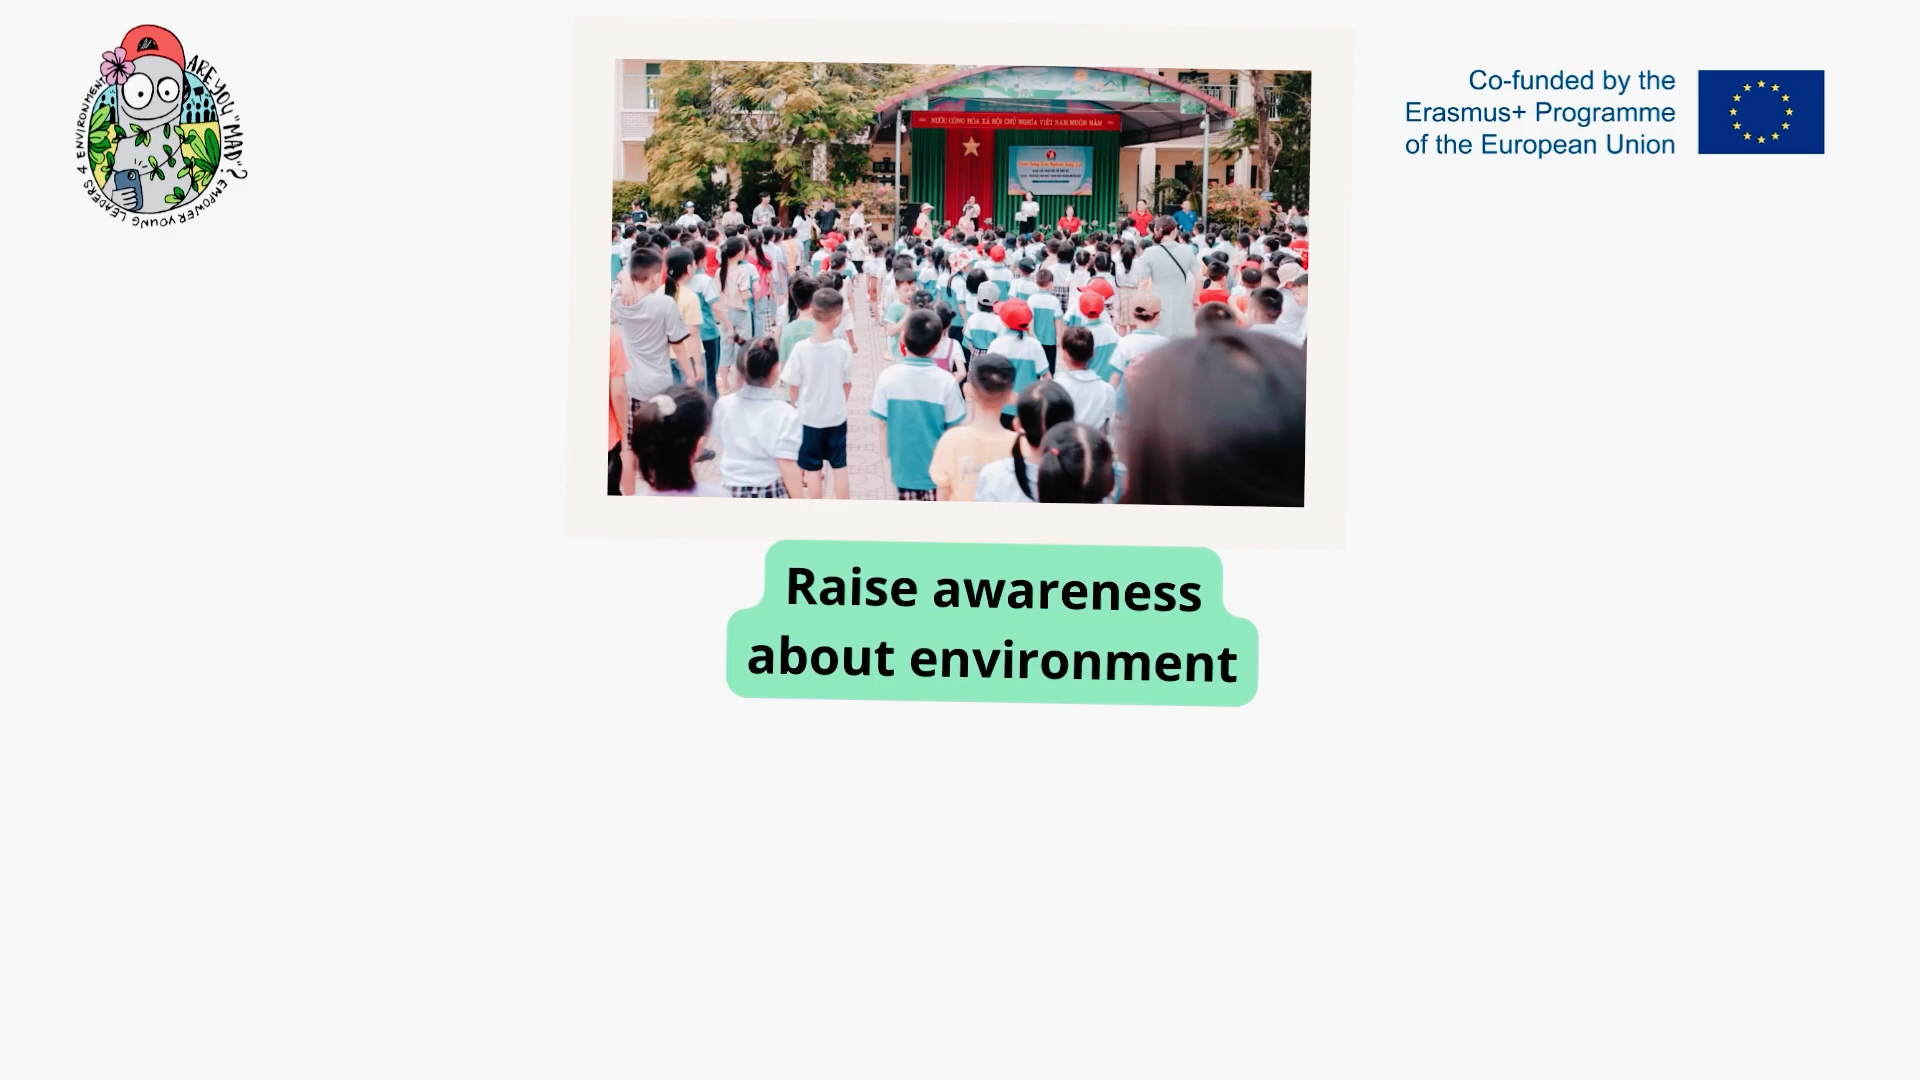 ARE YOU "MAD"?
EMPOWER YOUNG LEADERS 4 ENVIRONMENT
NƯỚC CỘNG HÒA XÃ HỘI CHỦ NGHĨA VIỆT NAM MUÔN NĂM
Co-funded by the
Erasmus+ Programme
of the European Union
Raise awareness
about environment